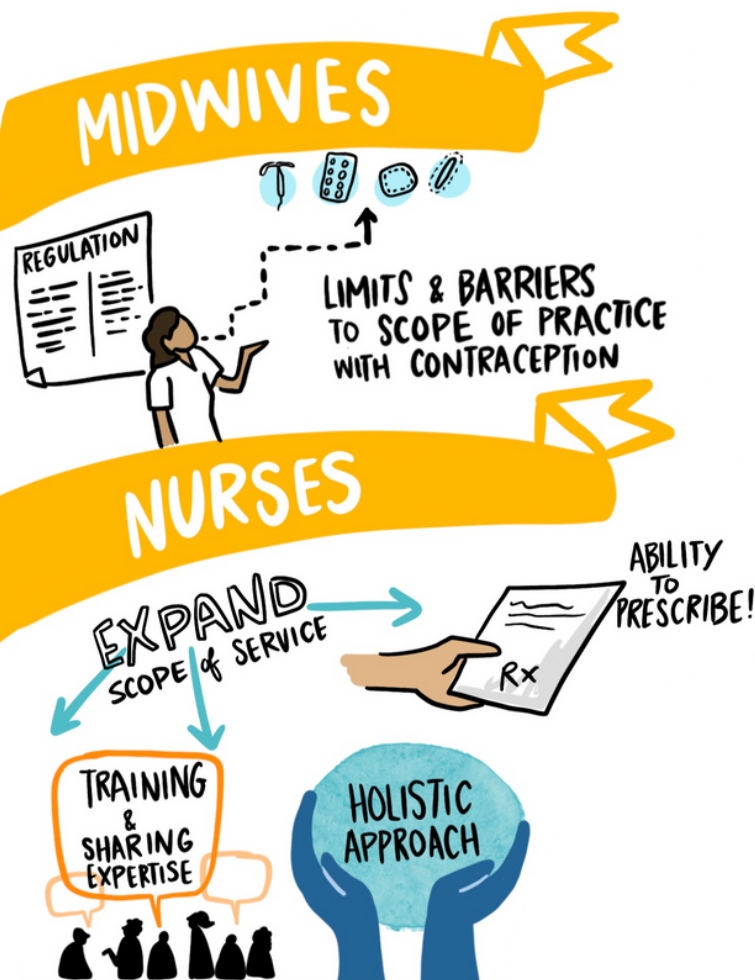 MIDWIVES
REGULATION
LIMITS & BARRIERS
TO SCOPE OF PRACTICE
WITH CONTRACEPTION
NURSES
EXPAND
SCOPE of SERVICE
ABILITY
TO
PRESCRIBE!
Rx
TRAINING
&
SHARING
EXPERTISE
HOLISTIC
APPROACH